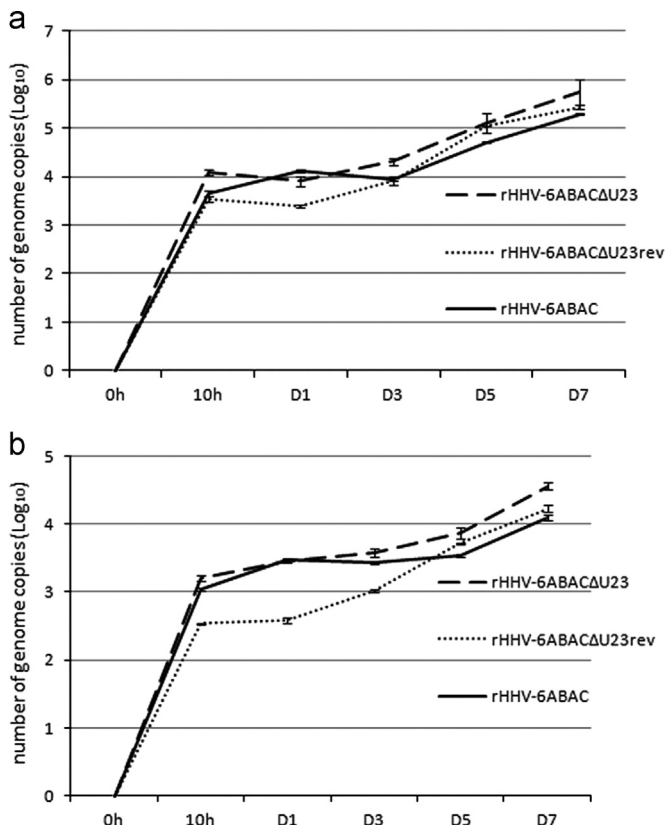 a
number of genome copies (Log10)
7
6
5
4
3
2
1
0
rHHV-6ABACΔU23
rHHV-6ABACΔU23rev
rHHV-6ABAC
0h 10h D1 D3 D5 D7
b
number of genome copies (Log10)
5
4
3
2
1
0
rHHV-6ABACΔU23
rHHV-6ABACΔU23rev
rHHV-6ABAC
0h 10h D1 D3 D5 D7